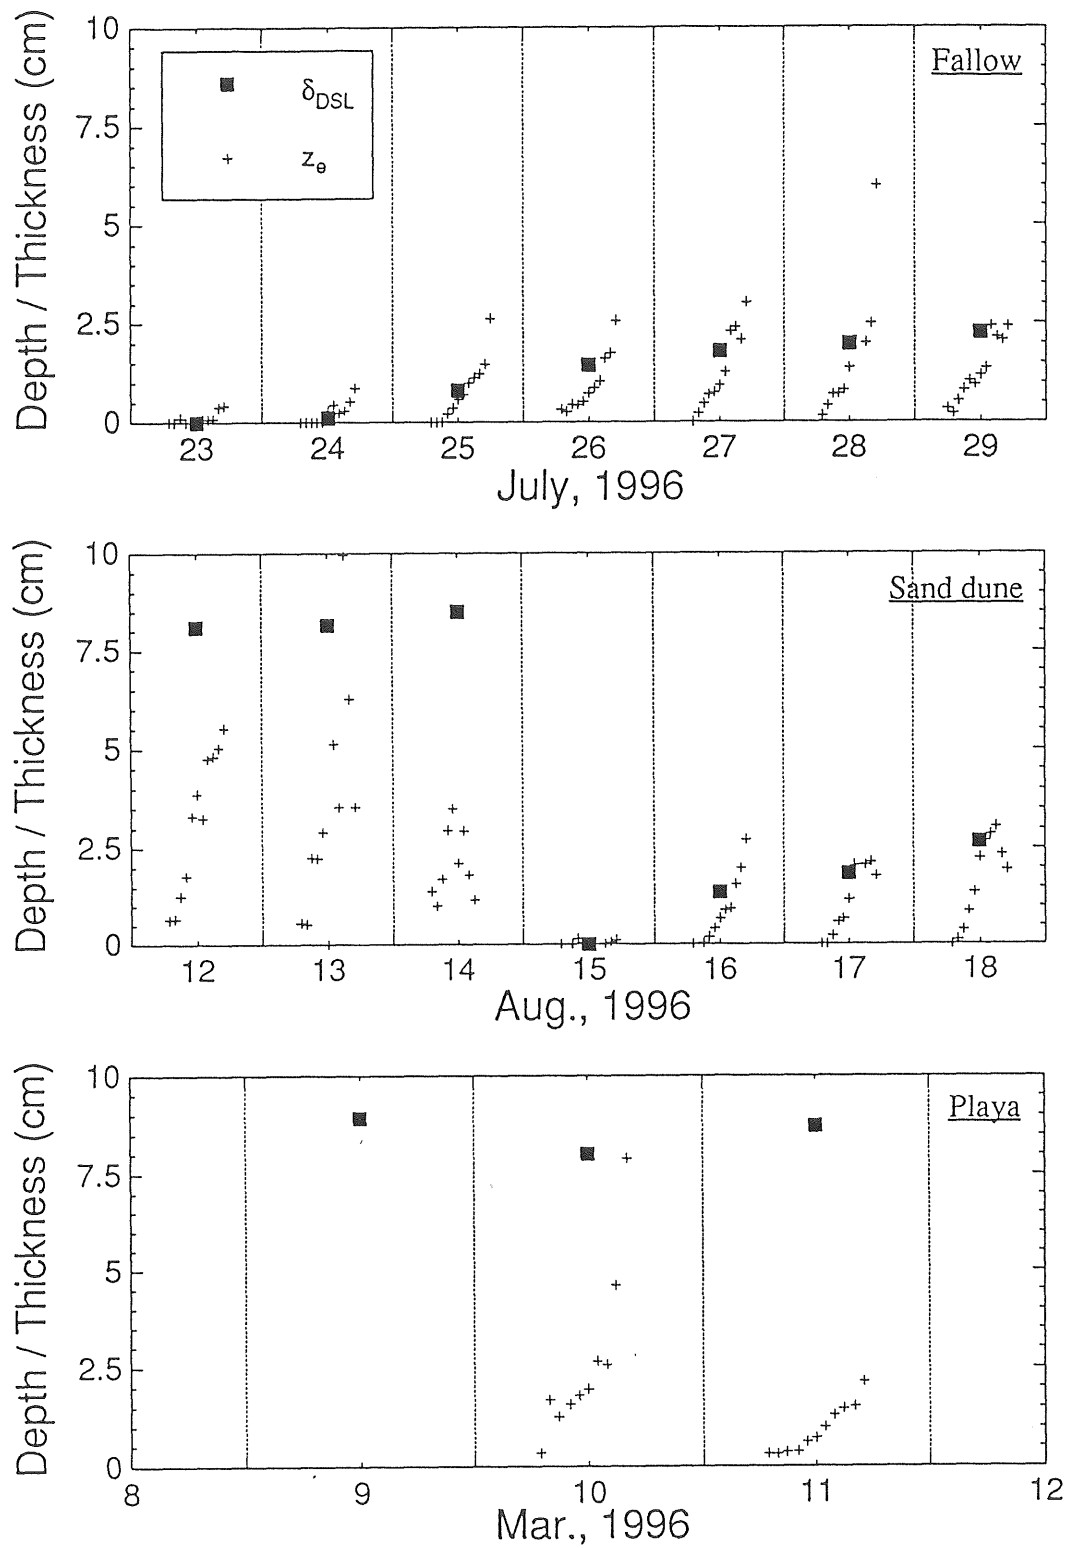 Depth / Thickness (cm)
10
7.5
5
2.5
0
δDSL
zθ
Fallow
23 24 25 26 27 28 29
July, 1996
Depth / Thickness (cm)
10
7.5
5
2.5
0
Sand dune
12 13 14 15 16 17 18
Aug., 1996
Depth / Thickness (cm)
10
7.5
5
2.5
0
Playa
8 9 10 11 12
Mar., 1996